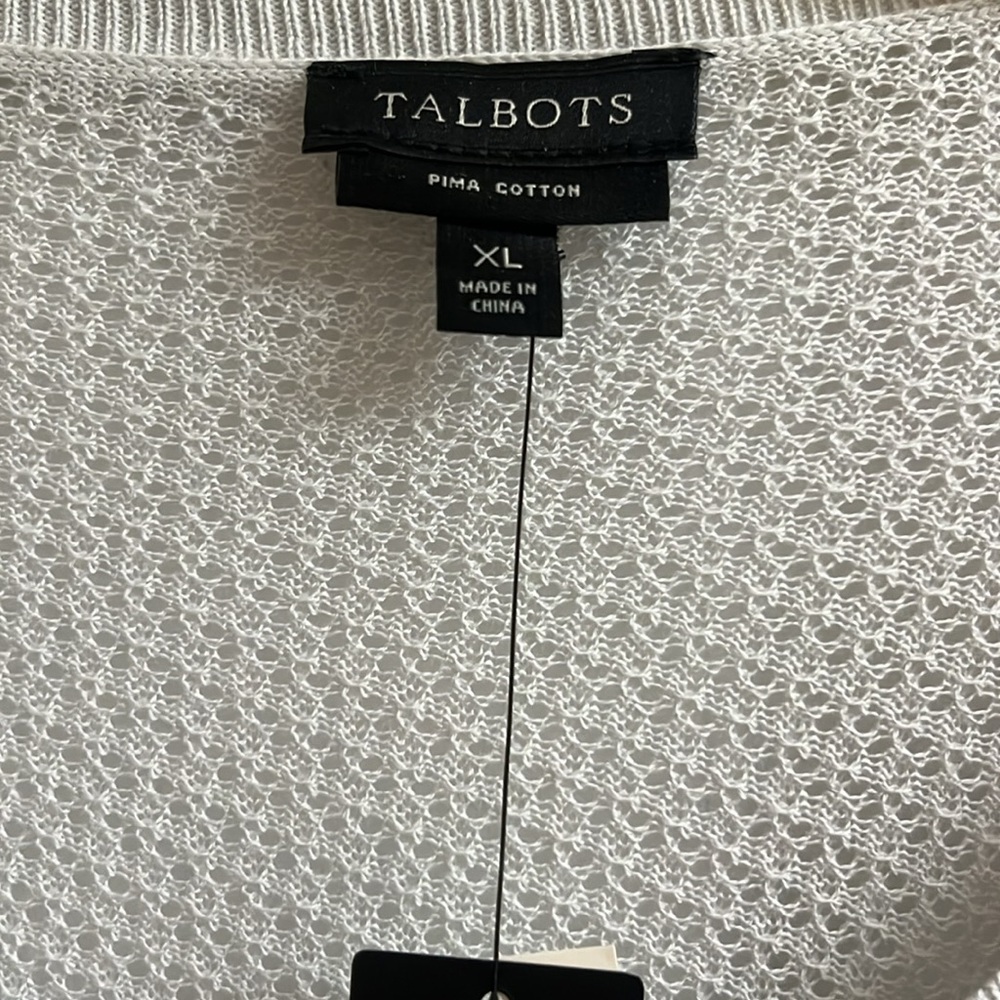 TALBOTS
PIMA COTTON
XL
MADE IN
CHINA